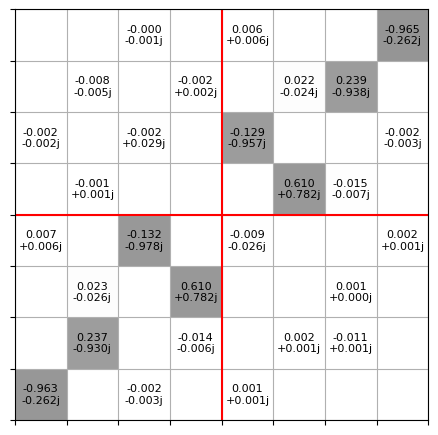 -0.000 0.006 -0.965
-0.001j +0.006j -0.262j
-0.008 -0.002 0.022 0.239
-0.005j +0.002j -0.024j -0.938j
-0.002 -0.002 -0.129 -0.002
-0.002j +0.029j -0.957j -0.003j
-0.001 0.610 -0.015
+0.001j +0.782j -0.007j
0.007 -0.132 -0.009 0.002
+0.006j -0.978j -0.026j +0.001j
0.023 0.610 0.001
-0.026j +0.782j +0.000j
0.237 -0.014 0.002 -0.011
-0.930j -0.006j +0.001j +0.001j
-0.963 -0.002 0.001
-0.262j -0.003j +0.001j